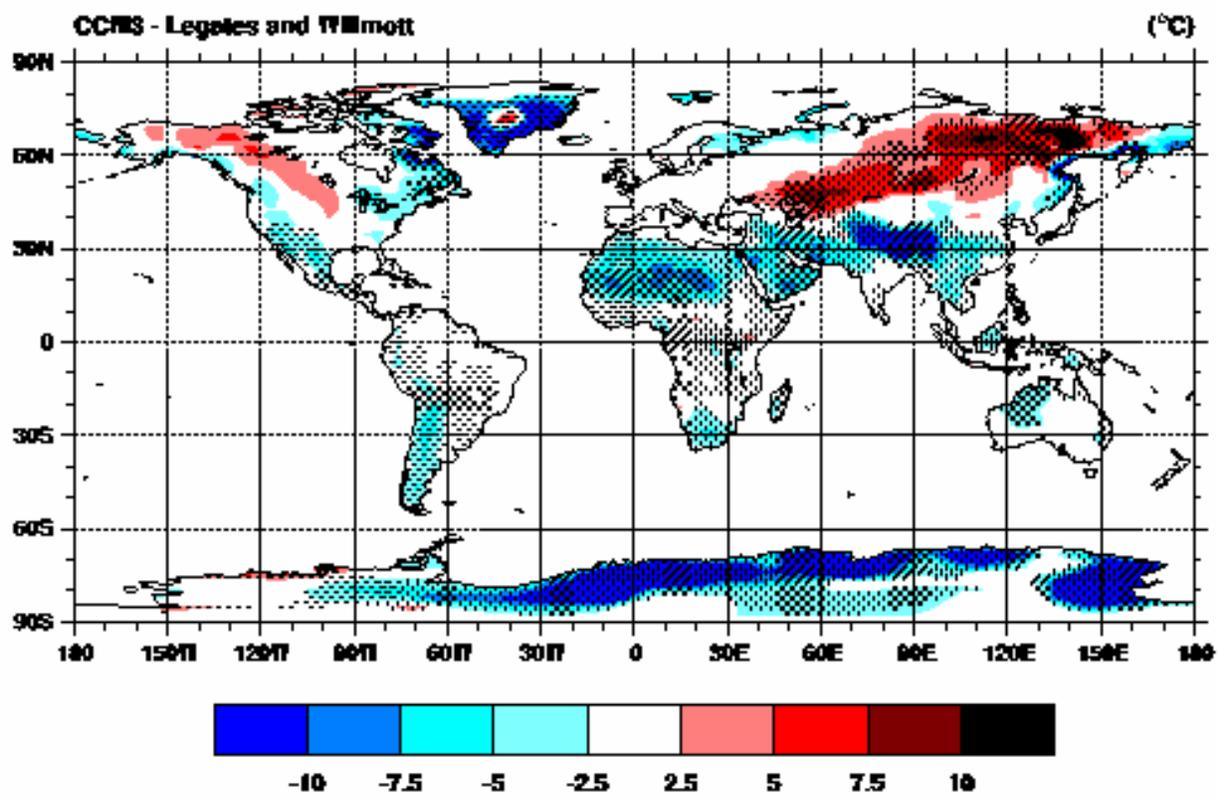 CCM3 - Legates and Willmott (°C)
90N
60N
30N
0
30S
60S
90S
180 150W 120W 90W 60W 30W 0 30E 60E 90E 120E 150E 180
-10 -7.5 -5 -2.5 2.5 5 7.5 10